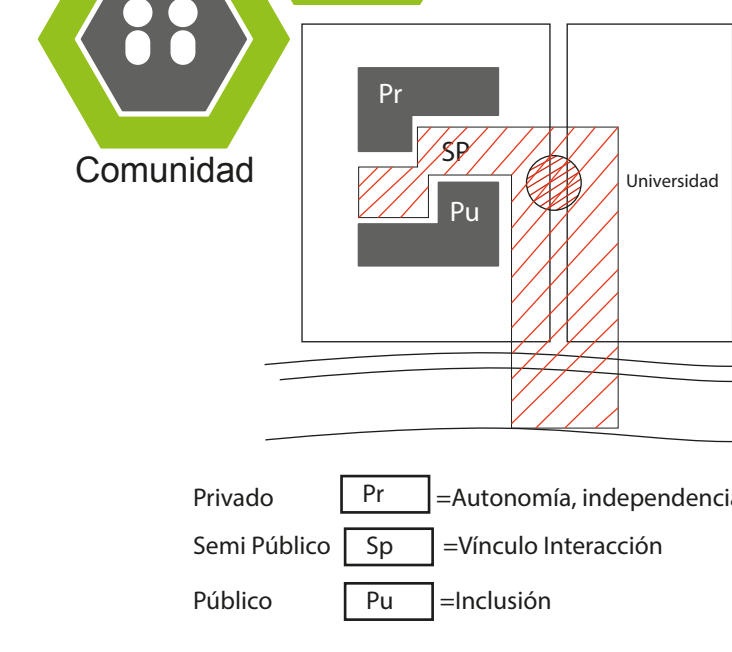 Comunidad
Pr
SP
Universidad
Pu
Privado Pr =Autonomía, independencia
Semi Público Sp =Vínculo Interacción
Público Pu =Inclusión